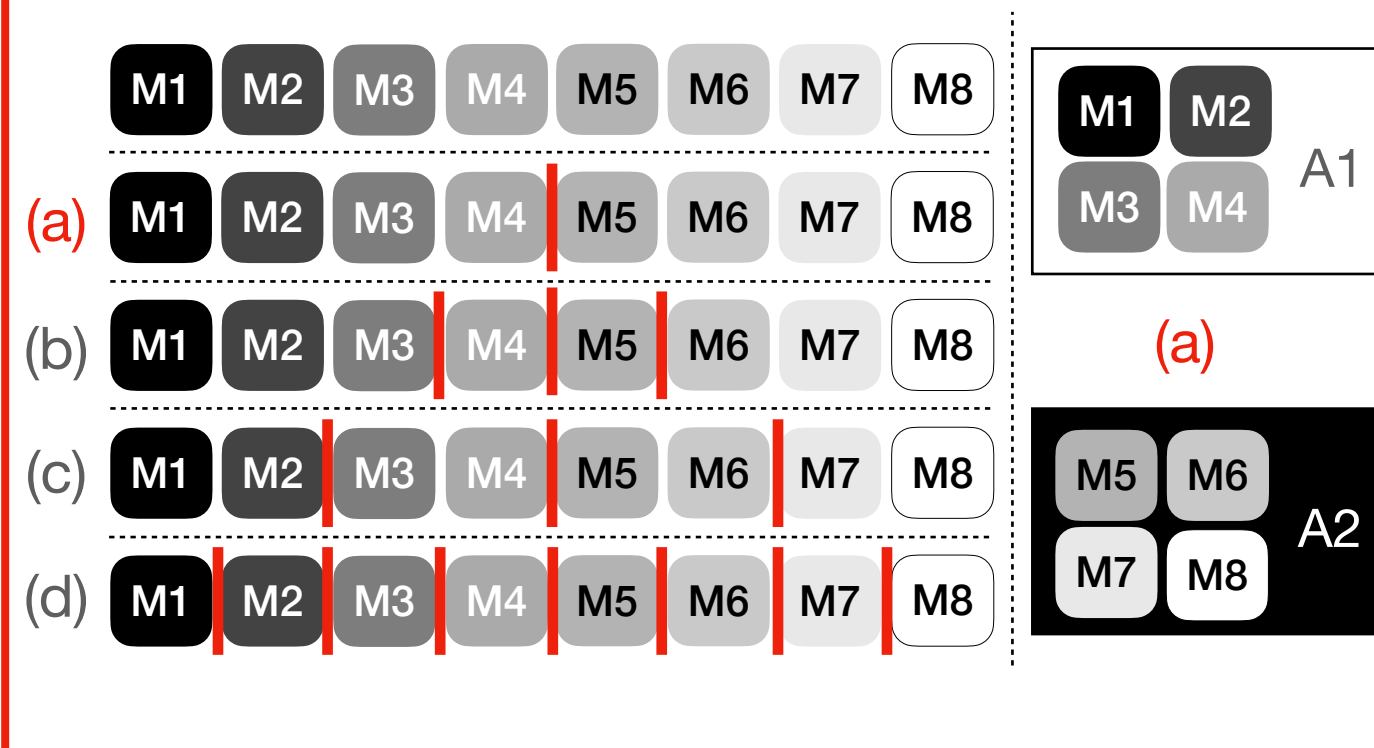 M1 M2 M3 M4 M5 M6 M7 M8
(a) M1 M2 M3 M4 M5 M6 M7 M8
(b) M1 M2 M3 M4 M5 M6 M7 M8
(c) M1 M2 M3 M4 M5 M6 M7 M8
(d) M1 M2 M3 M4 M5 M6 M7 M8
M1 M2
A1
M3 M4
(a)
M5 M6
A2
M7 M8